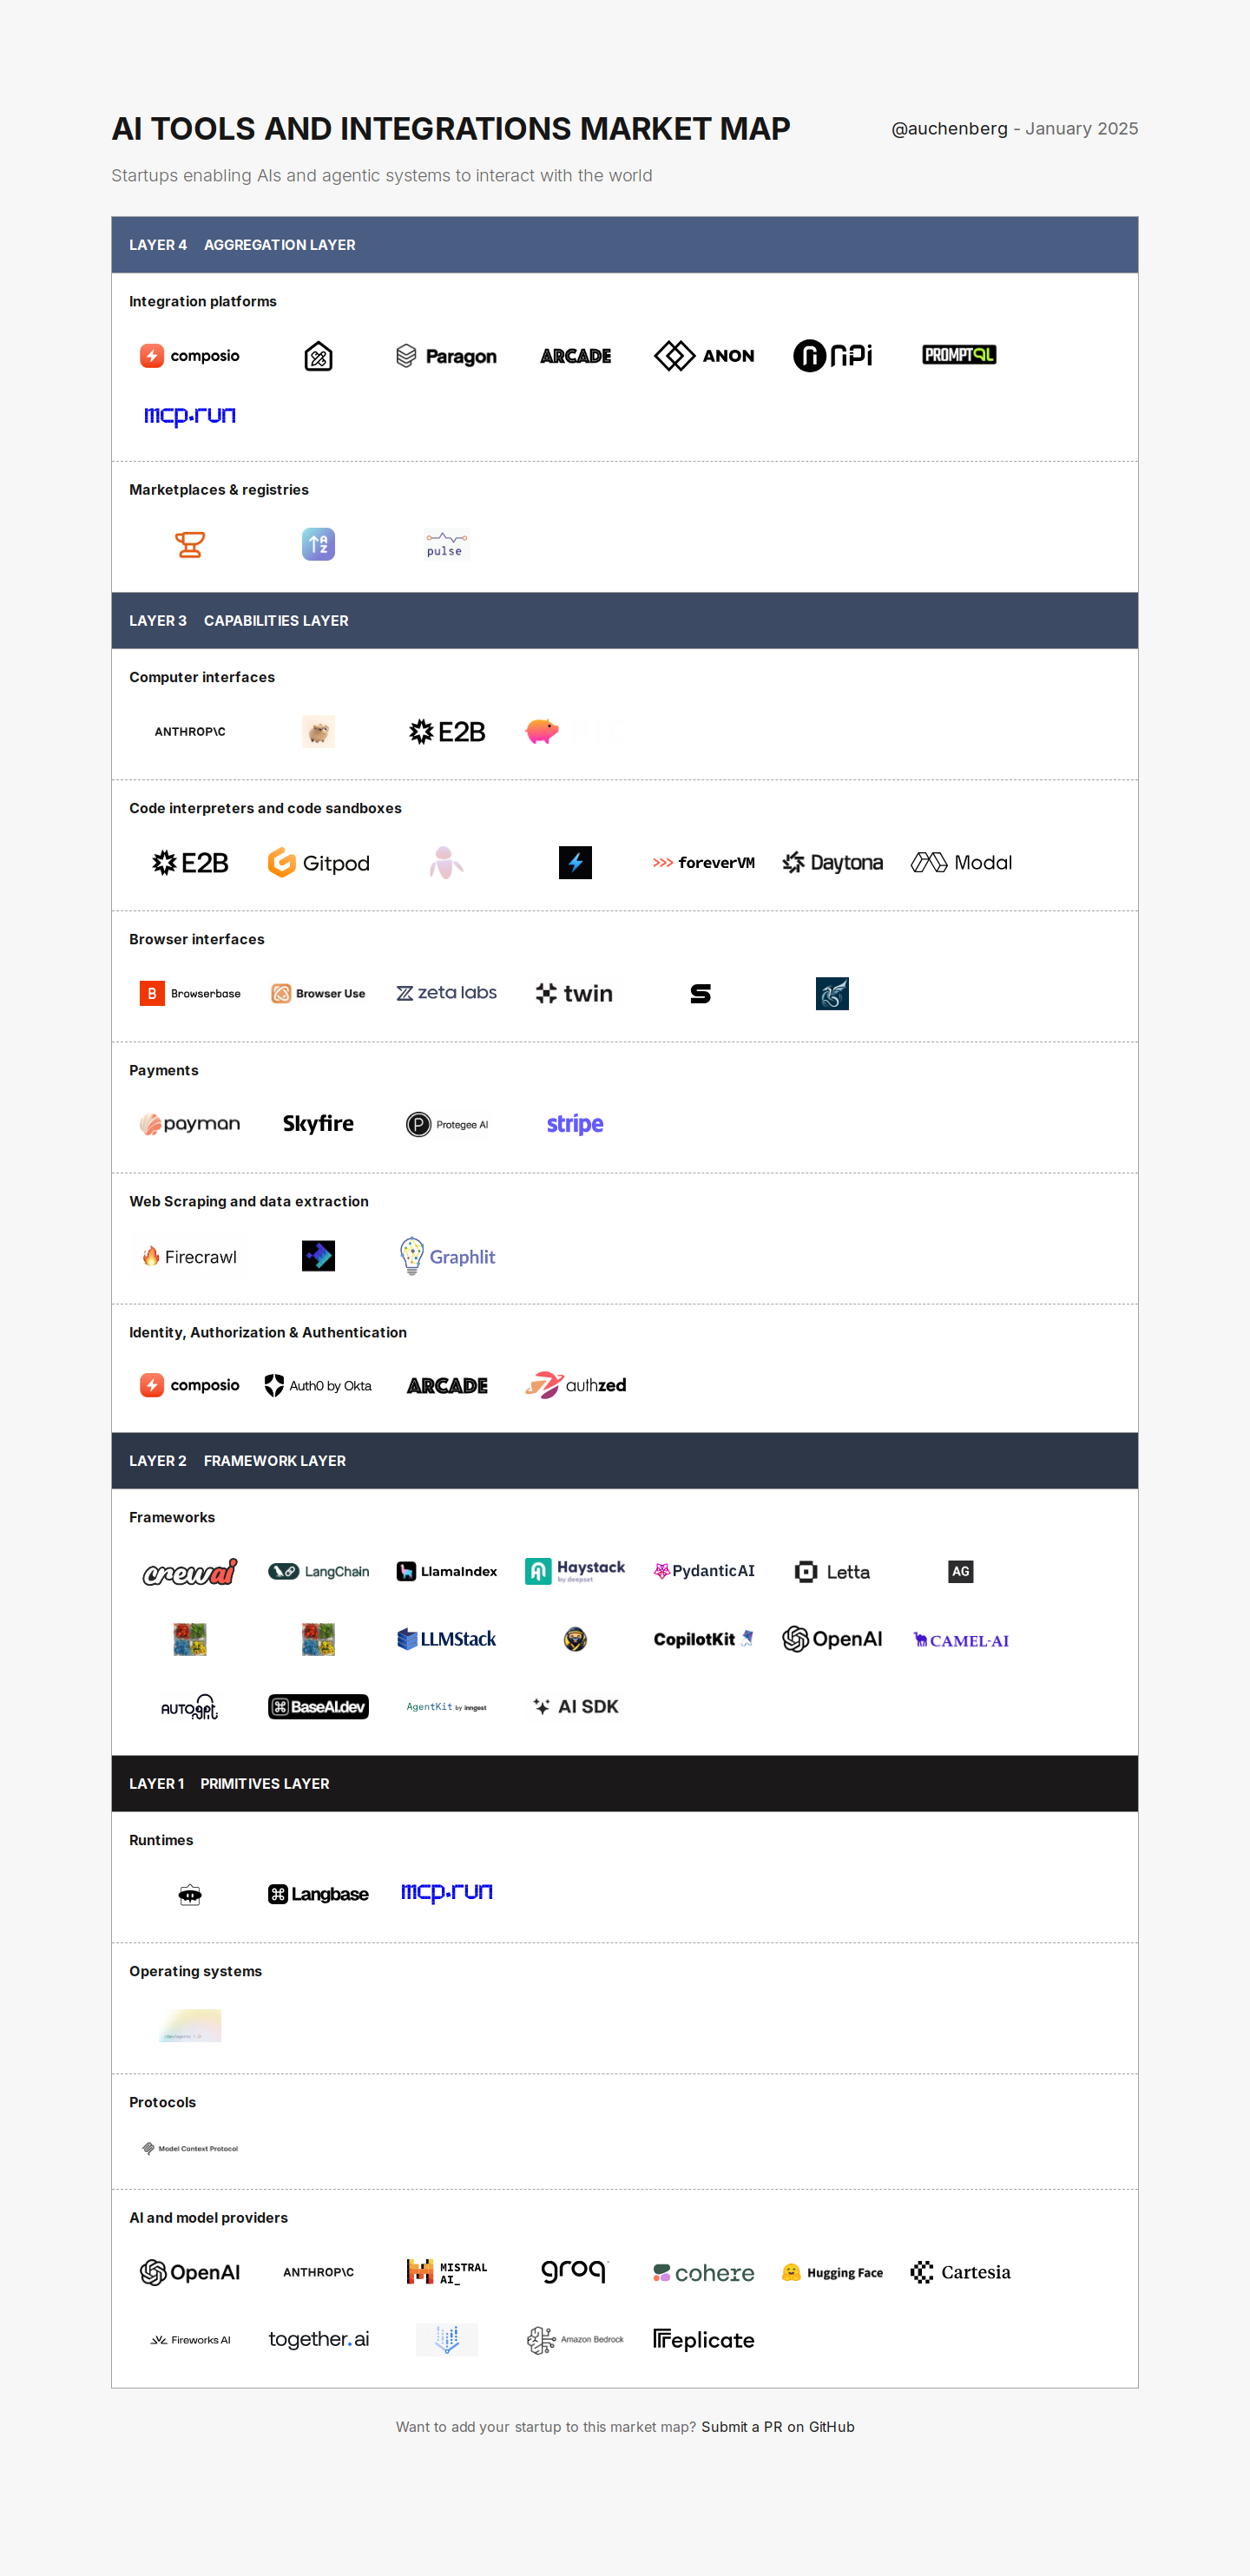 AI TOOLS AND INTEGRATIONS MARKET MAP
@auchenberg - January 2025
Startups enabling AIs and agentic systems to interact with the world
LAYER 4 AGGREGATION LAYER
Integration platforms
composio Paragon ARCADE ANON nPi PROMPTQL
mcp.run
Marketplaces & registries
AZ pulse
LAYER 3 CAPABILITIES LAYER
Computer interfaces
ANTHROP\C E2B
Code interpreters and code sandboxes
E2B Gitpod >>> foreverVM Daytona Modal
Browser interfaces
B Browserbase Browser Use zeta labs twin S
Payments
payman Skyfire P Protegee AI stripe
Web Scraping and data extraction
Firecrawl Graphlit
Identity, Authorization & Authentication
composio Auth0 by Okta ARCADE authzed
LAYER 2 FRAMEWORK LAYER
Frameworks
crewai LangChain LlamaIndex Haystack by deepset PydanticAI Letta AG
LLMStack CopilotKit OpenAI CAMEL-AI
AUTOgpt BaseAI.dev AgentKit by inngest AI SDK
LAYER 1 PRIMITIVES LAYER
Runtimes
Langbase mcp.run
Operating systems
Protocols
Model Context Protocol
AI and model providers
OpenAI ANTHROP\C MISTRAL AI_ groq cohere Hugging Face Cartesia
Fireworks AI together.ai Amazon Bedrock replicate
Want to add your startup to this market map? Submit a PR on GitHub